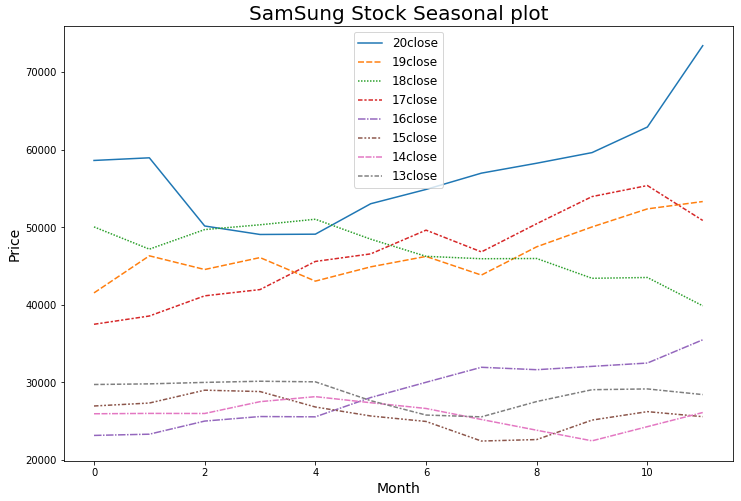 SamSung Stock Seasonal plot
20close
19close
18close
17close
16close
15close
14close
13close
Price
70000
60000
50000
40000
30000
20000
0 2 4 6 8 10
Month